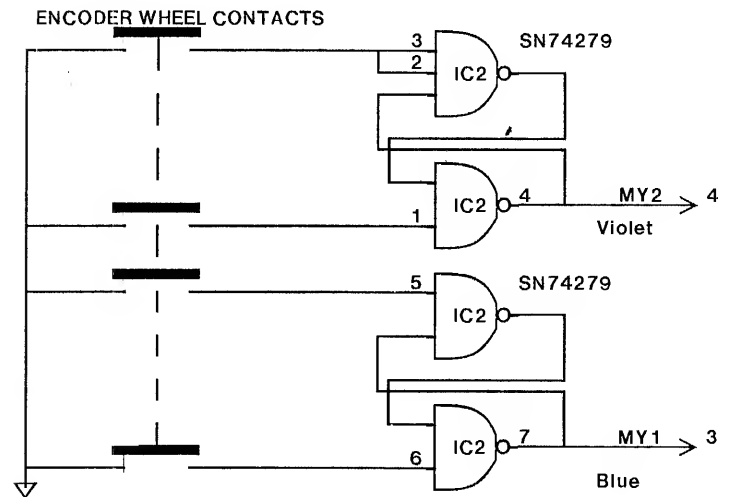 ENCODER WHEEL CONTACTS
3
SN74279
2
IC2
MY2
4
4
1
IC2
Violet
5
SN74279
IC2
MY1
3
7
IC2
6
Blue